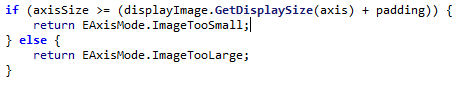 if (axisSize >= (displayImage.GetDisplaySize(axis) + padding)) {
    return EAxisMode.ImageTooSmall;
} else {
    return EAxisMode.ImageTooLarge;
}